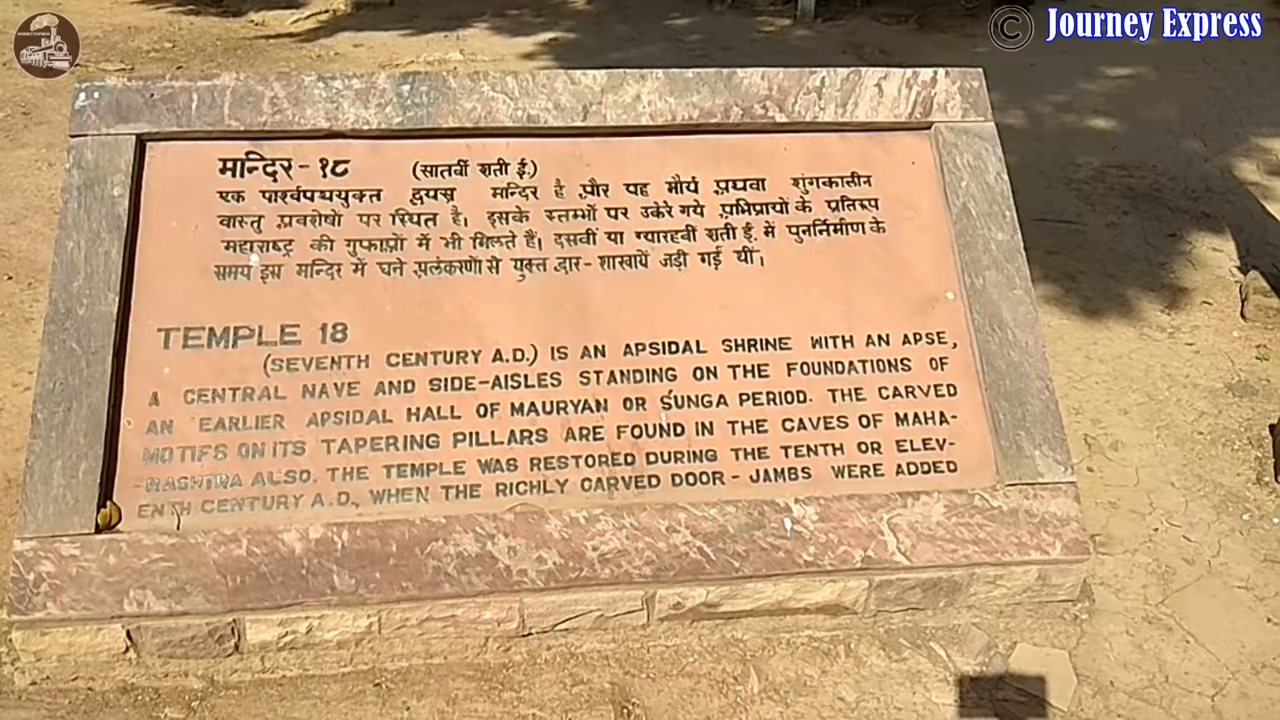 © Journey Express
मन्दिर - १८ (सातवीं शती ई.)
एक पार्श्वपथयुक्त द्वयस्र मन्दिर है और यह मौर्य अथवा शुंगकालीन
वास्तु अवशेषों पर स्थित है। इसके स्तम्भों पर उकेरे गये अभिप्रायों के प्रतिरूप
महाराष्ट्र की गुफाओं में भी मिलते हैं। दसवीं या ग्यारहवीं शती ई. में पुनर्निमाण के
समय इस मन्दिर में घने अलंकरणों से युक्त द्वार - शाखायें जड़ी गई थीं।
TEMPLE 18
(SEVENTH CENTURY A.D.) IS AN APSIDAL SHRINE WITH AN APSE,
A CENTRAL NAVE AND SIDE-AISLES STANDING ON THE FOUNDATIONS OF
AN EARLIER APSIDAL HALL OF MAURYAN OR SUNGA PERIOD. THE CARVED
MOTIFS ON ITS TAPERING PILLARS ARE FOUND IN THE CAVES OF MAHA-
-RASHTRA ALSO. THE TEMPLE WAS RESTORED DURING THE TENTH OR ELEV-
ENTH CENTURY A.D., WHEN THE RICHLY CARVED DOOR - JAMBS WERE ADDED